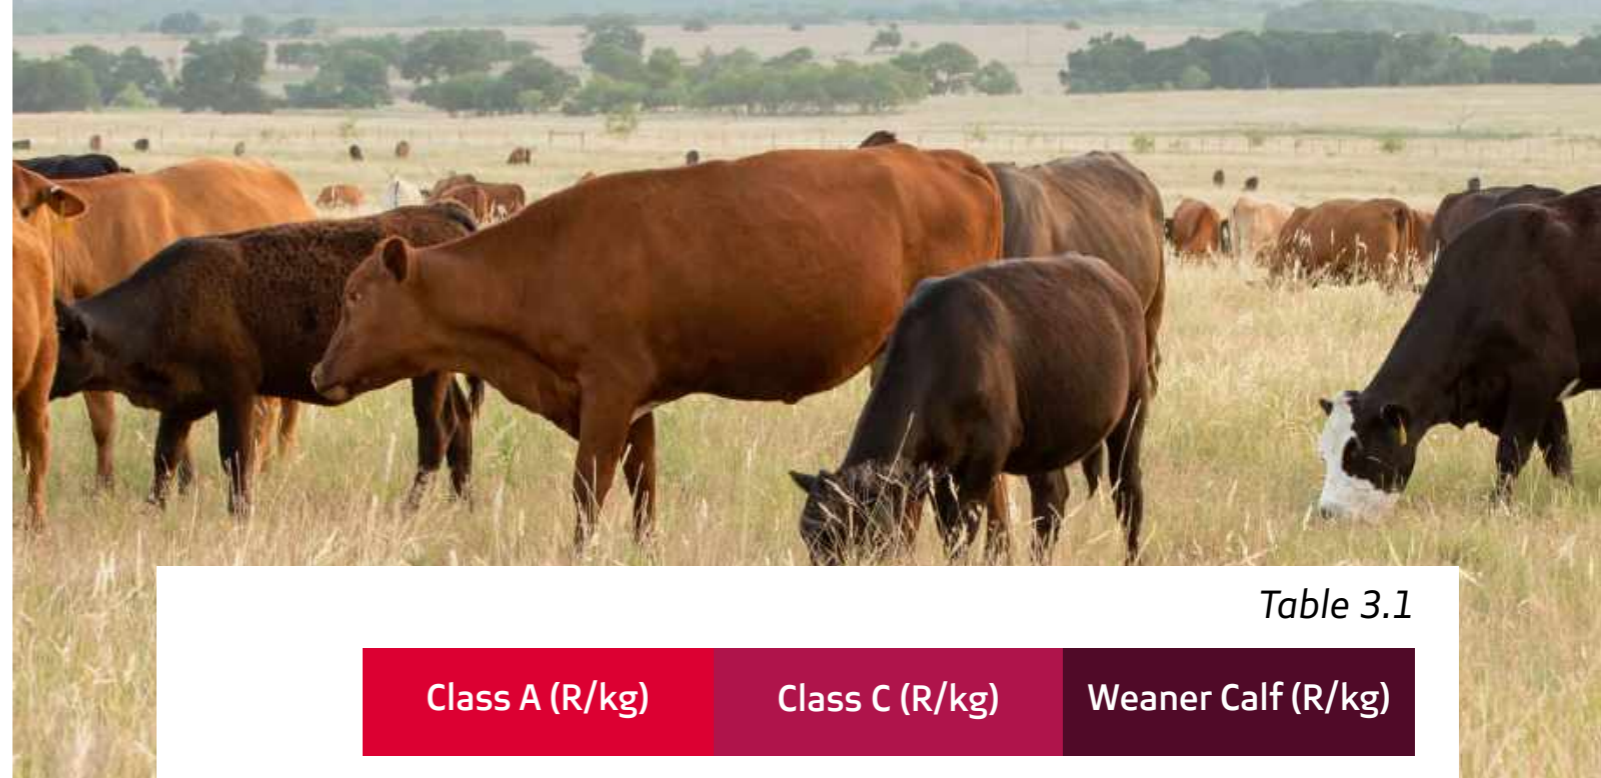 Table 3.1
Class A (R/kg)
Class C (R/kg)
Weaner Calf (R/kg)